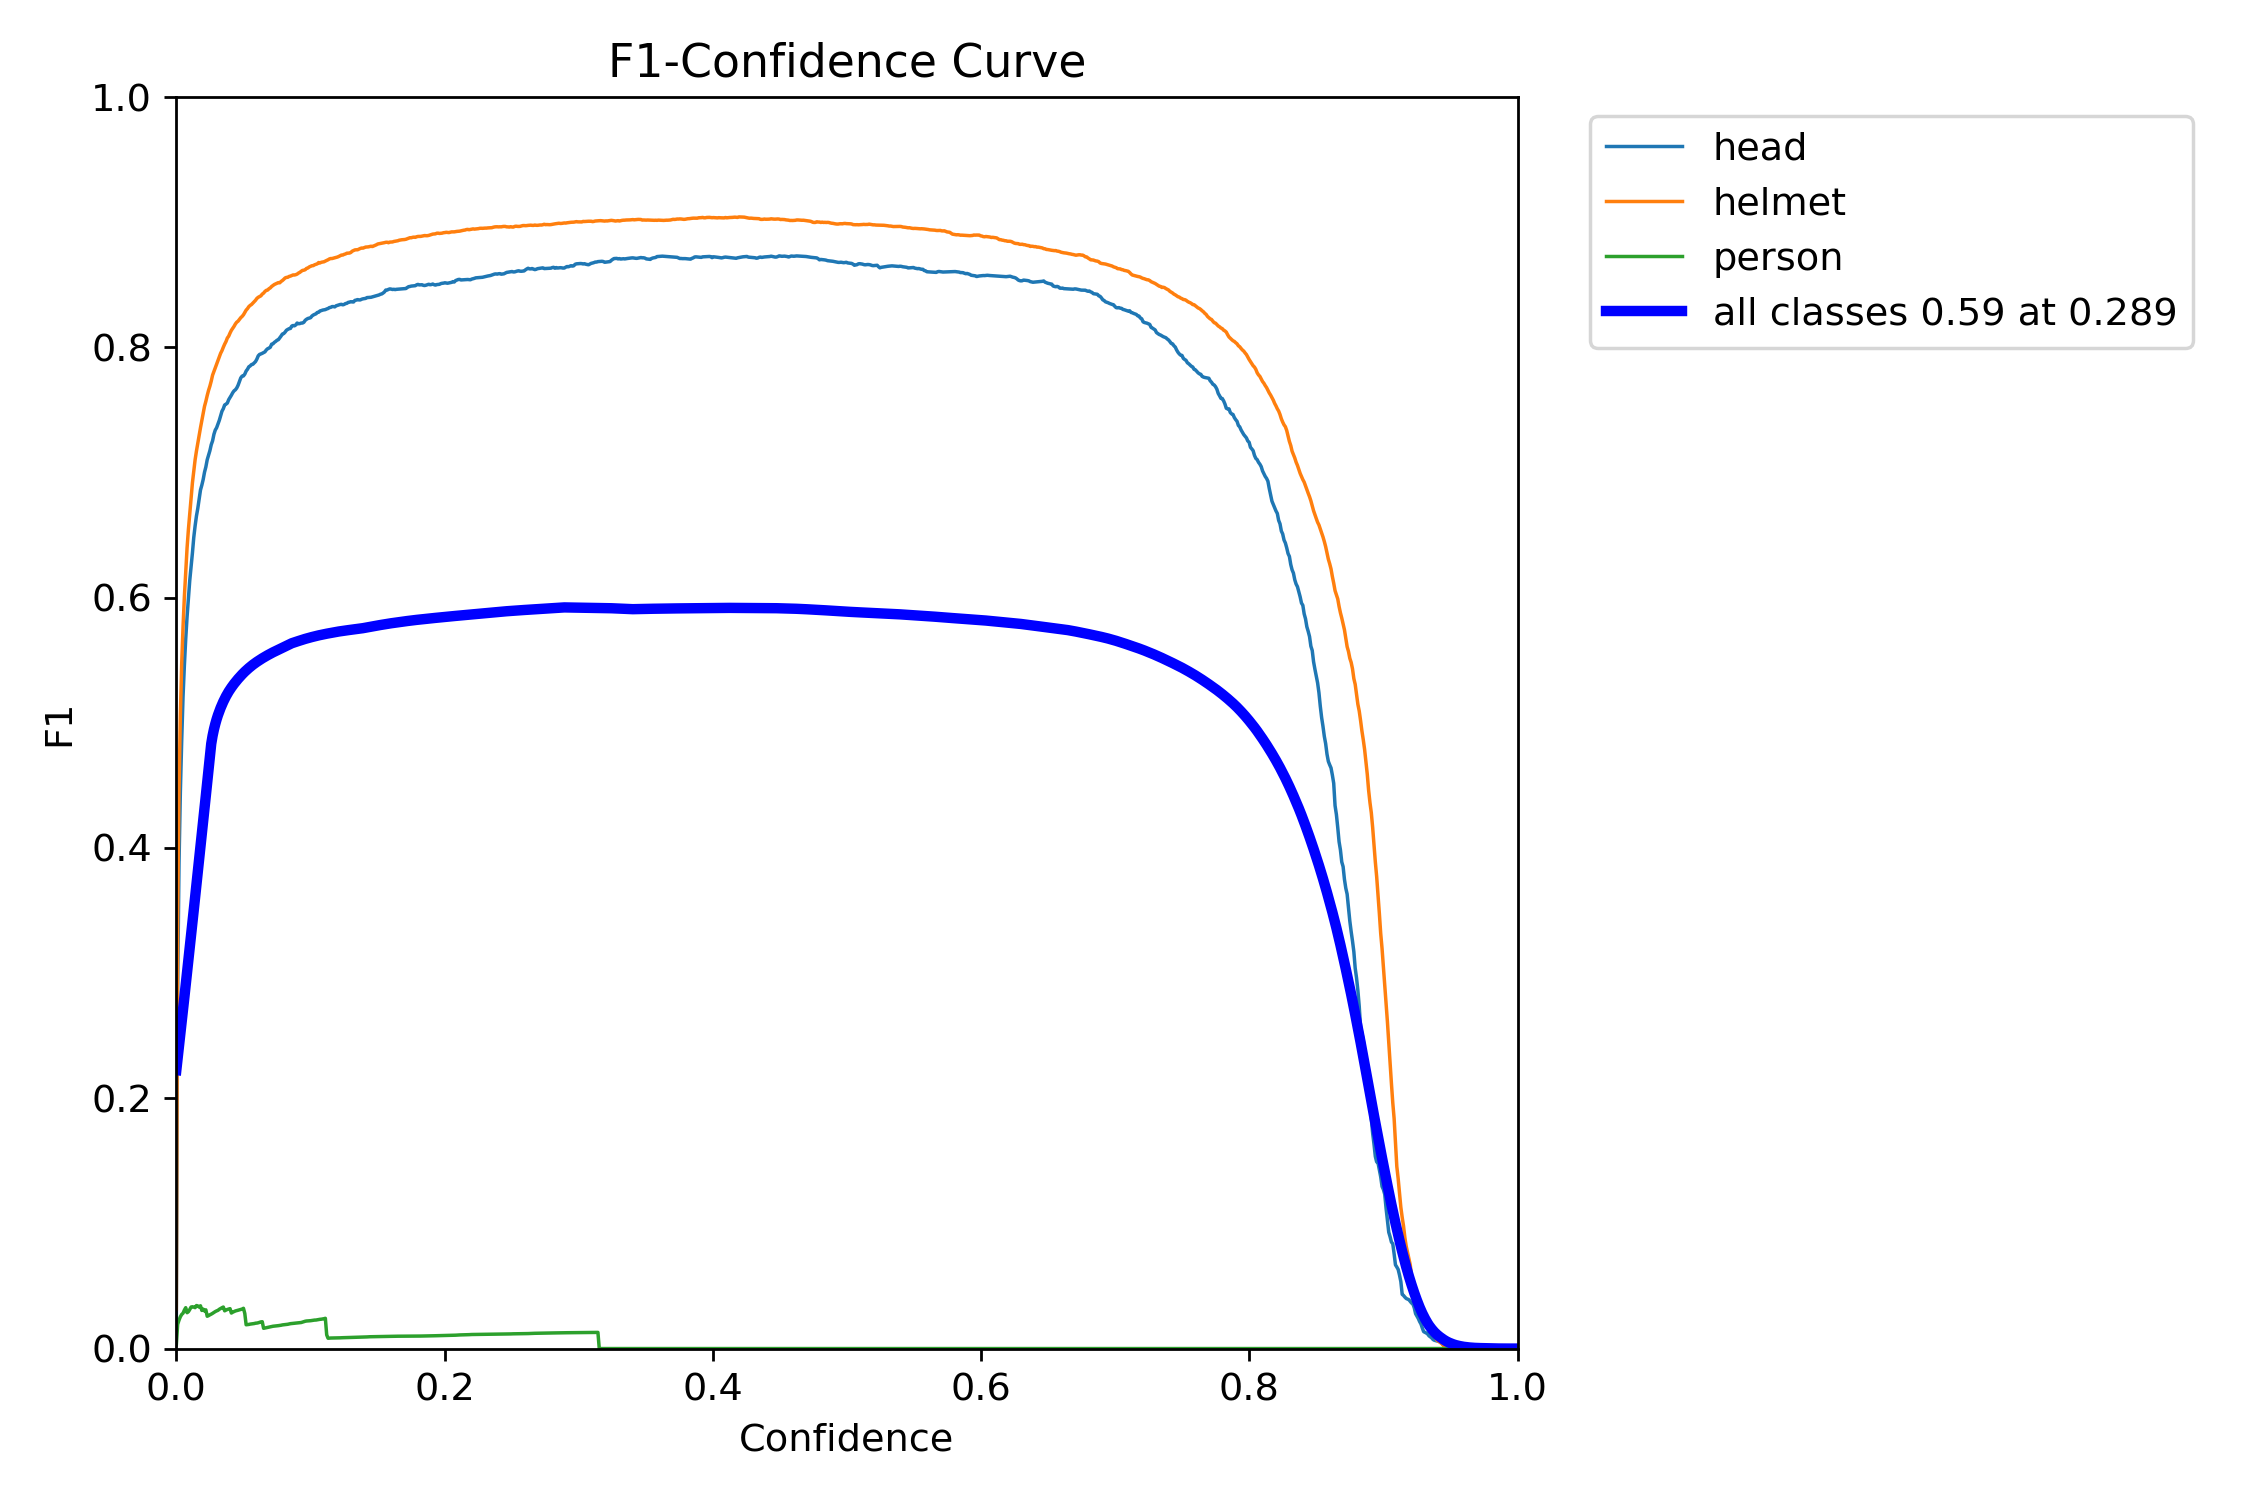 F1-Confidence Curve
1.0
0.8
0.6
0.4
0.2
0.0
F1
0.0 0.2 0.4 0.6 0.8 1.0
Confidence
head
helmet
person
all classes 0.59 at 0.289